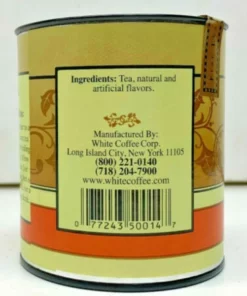 Ingredients: Tea, natural and
artificial flavors.
Manufactured By:
White Coffee Corp.
Long Island City, New York 11105
(800) 221-0140
(718) 204-7900
www.whitecoffee.com
0 77243 50014 7